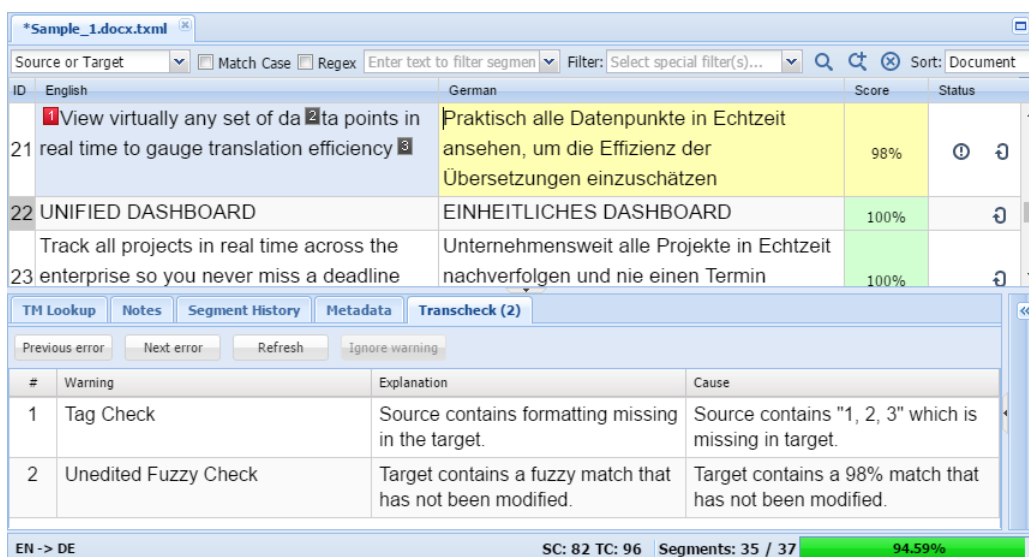 *Sample_1.docx.txml
Source or Target Match Case Regex Enter text to filter segmen Filter: Select special filter(s)... Sort: Document
ID English German Score Status
21 1View virtually any set of da 2ta points in real time to gauge translation efficiency 3
Praktisch alle Datenpunkte in Echtzeit ansehen, um die Effizienz der Übersetzungen einzuschätzen
98%
22 UNIFIED DASHBOARD EINHEITLICHES DASHBOARD 100%
23 Track all projects in real time across the enterprise so you never miss a deadline
Unternehmensweit alle Projekte in Echtzeit nachverfolgen und nie einen Termin
100%
TM Lookup Notes Segment History Metadata Transcheck (2)
Previous error Next error Refresh Ignore warning
# Warning Explanation Cause
1 Tag Check
Source contains formatting missing in the target.
Source contains "1, 2, 3" which is missing in target.
2 Unedited Fuzzy Check
Target contains a fuzzy match that has not been modified.
Target contains a 98% match that has not been modified.
EN -> DE SC: 82 TC: 96 Segments: 35 / 37 94.59%